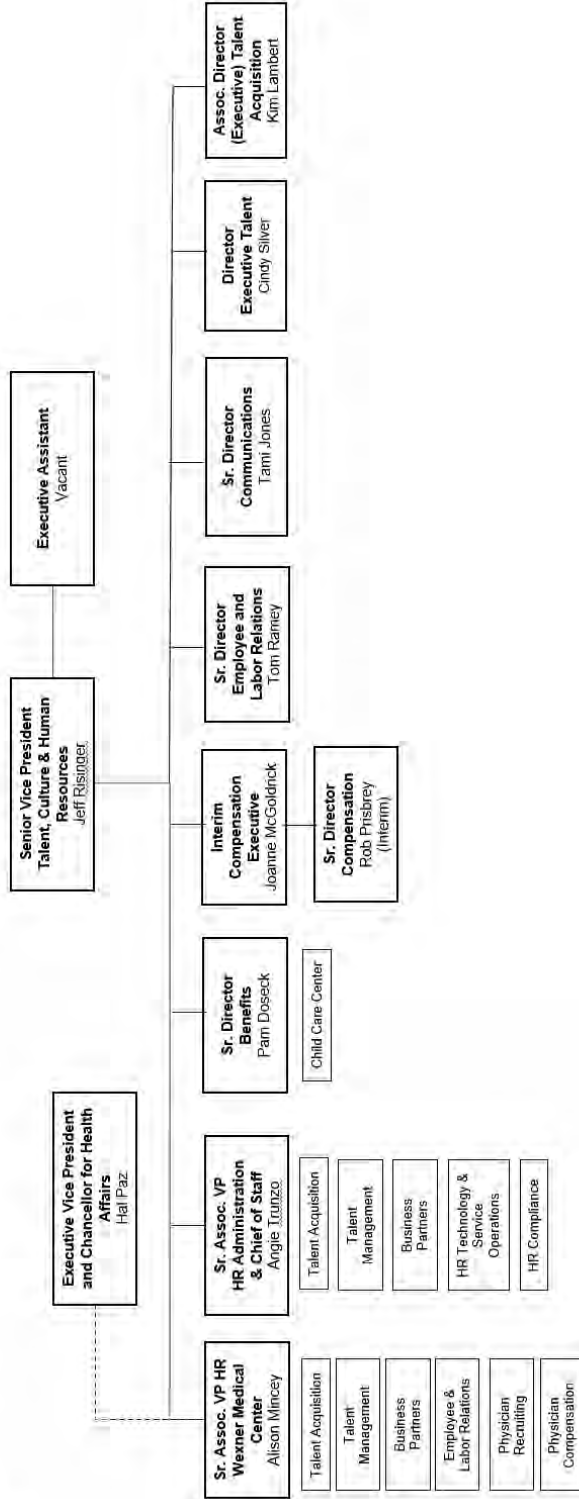 Executive Vice President
and Chancellor for Health
Affairs
Hal Paz
Senior Vice President
Talent, Culture & Human
Resources
Jeff Risinger
Executive Assistant
Vacant
Sr. Assoc. VP HR
Wexner Medical
Center
Alison Mincey
Talent Acquisition
Talent
Management
Business
Partners
Employee &
Labor Relations
Physician
Recruiting
Physician
Compensation
Sr. Assoc. VP
HR Administration
& Chief of Staff
Angie Trunzo
Talent Acquisition
Talent
Management
Business
Partners
HR Technology &
Service
Operations
HR Compliance
Sr. Director
Benefits
Pam Doseck
Child Care Center
Interim
Compensation
Executive
Joanne McGoldrick
Sr. Director
Compensation
Rob Prisbrey
(Interim)
Sr. Director
Employee and
Labor Relations
Tom Ramey
Sr. Director
Communications
Tami Jones
Director
Executive Talent
Cindy Silver
Assoc. Director
(Executive) Talent
Acquisition
Kim Lambert